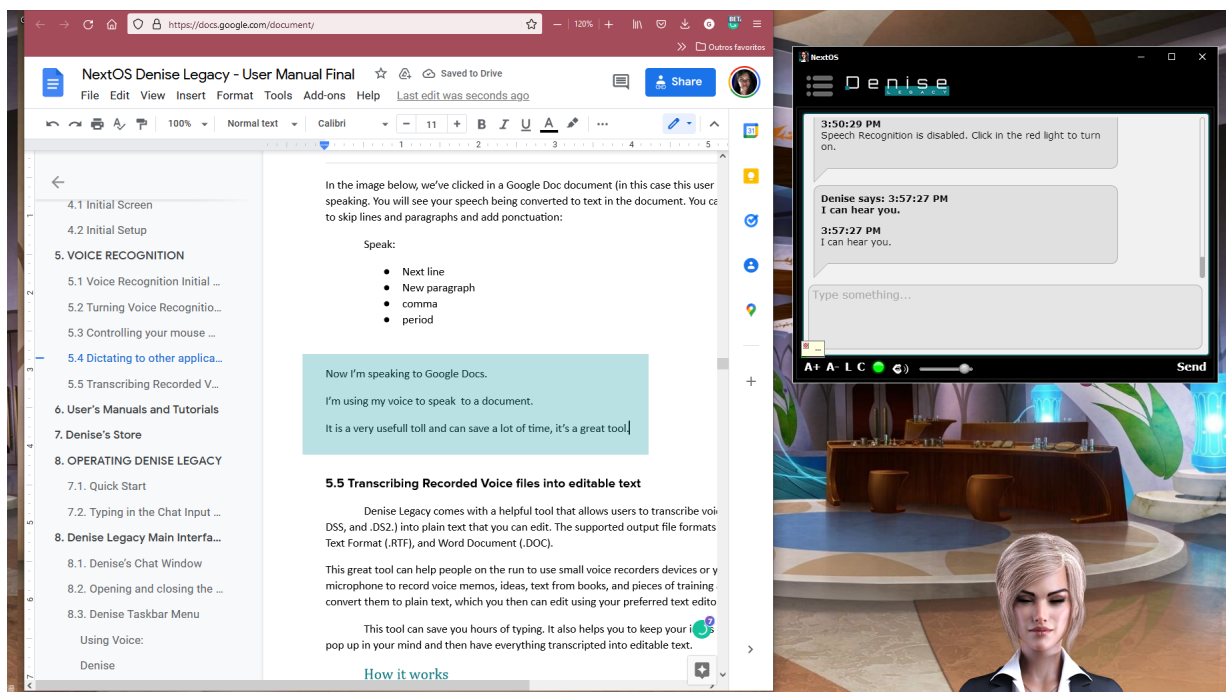 https://docs.google.com/document/
120%
Outros favoritos
NextOS Denise Legacy - User Manual Final
Saved to Drive
Share
File Edit View Insert Format Tools Add-ons Help Last edit was seconds ago
100% Normal text Calibri 11 B I U A
31
1 2 3 4 5
4.1 Initial Screen
4.2 Initial Setup
5. VOICE RECOGNITION
5.1 Voice Recognition Initial ...
5.2 Turning Voice Recognitio...
5.3 Controlling your mouse ...
5.4 Dictating to other applica...
5.5 Transcribing Recorded V...
6. User's Manuals and Tutorials
7. Denise's Store
8. OPERATING DENISE LEGACY
7.1. Quick Start
7.2. Typing in the Chat Input ...
8. Denise Legacy Main Interfa...
8.1. Denise's Chat Window
8.2. Opening and closing the ...
8.3. Denise Taskbar Menu
Using Voice:
Denise
In the image below, we've clicked in a Google Doc document (in this case this user
speaking. You will see your speech being converted to text in the document. You ca
to skip lines and paragraphs and add ponctuation:
Speak:
● Next line
● New paragraph
● comma
● period
Now I'm speaking to Google Docs.
I'm using my voice to speak to a document.
It is a very usefull toll and can save a lot of time, it's a great tool.
5.5 Transcribing Recorded Voice files into editable text
Denise Legacy comes with a helpful tool that allows users to transcribe voi
DSS, and .DS2.) into plain text that you can edit. The supported output file formats
Text Format (.RTF), and Word Document (.DOC).
This great tool can help people on the run to use small voice recorders devices or y
microphone to record voice memos, ideas, text from books, and pieces of training
convert them to plain text, which you then can edit using your preferred text edito
This tool can save you hours of typing. It also helps you to keep your i s
7
pop up in your mind and then have everything transcripted into editable text.
How it works
NextOS
Denise
LEGACY
3:50:29 PM
Speech Recognition is disabled. Click in the red light to turn
on.
Denise says: 3:57:27 PM
I can hear you.
3:57:27 PM
I can hear you.
Type something...
A+ A- L C
Send